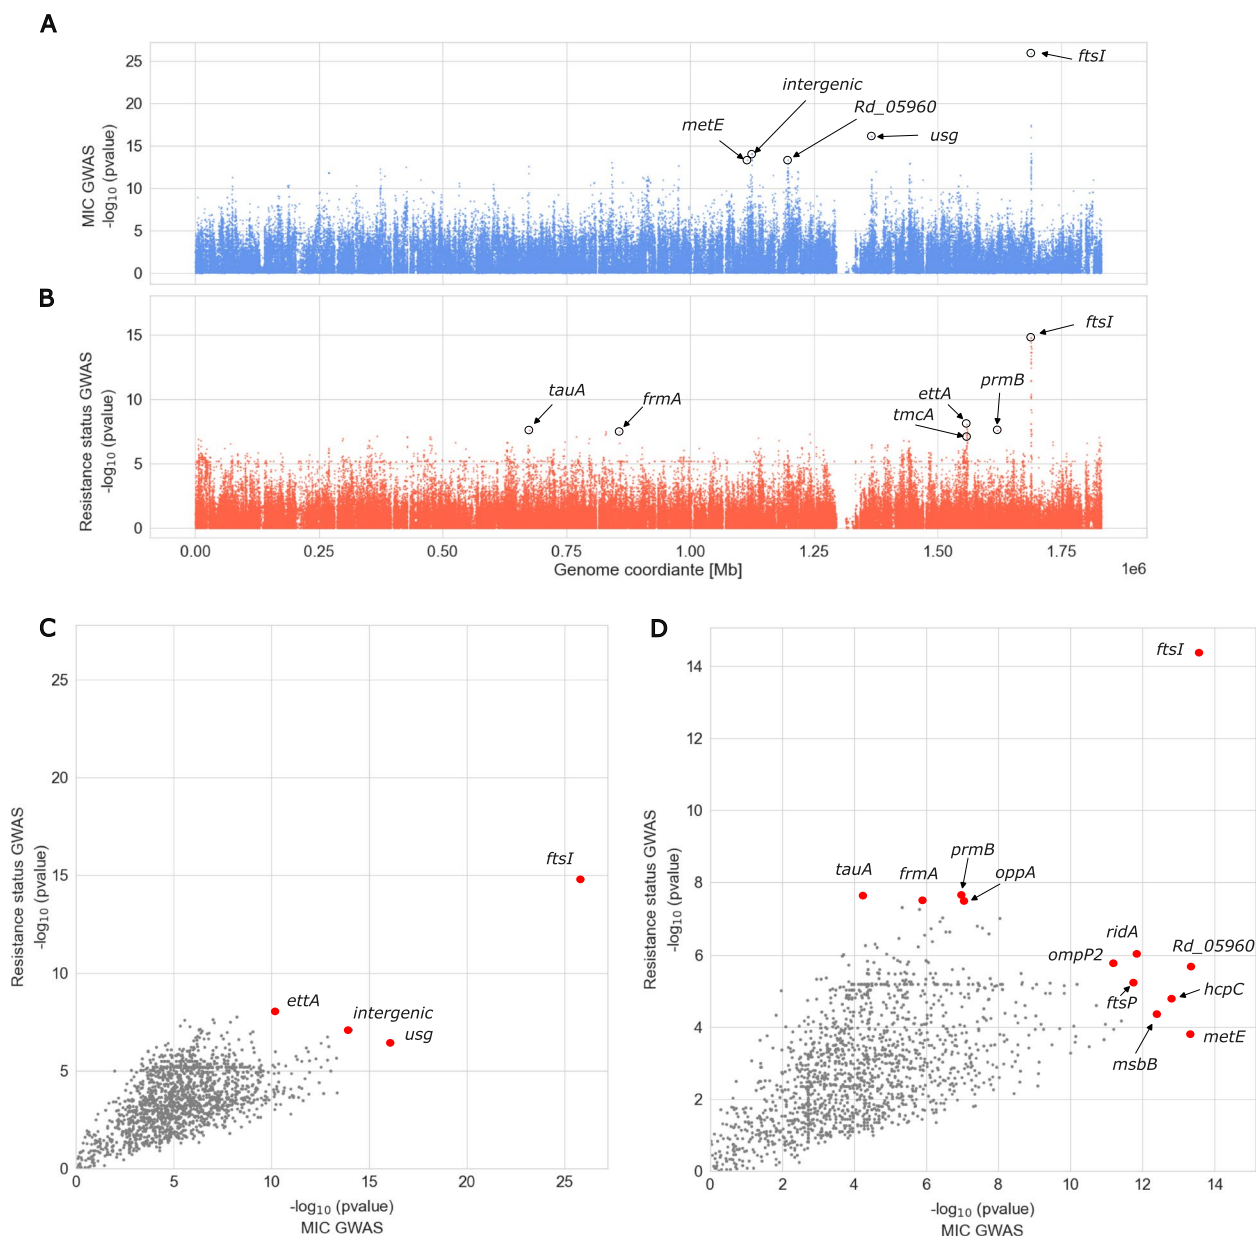 A
MIC GWAS
-log10 (pvalue)
25
20
15
10
5
0
ftsI
intergenic
Rd_05960
metE
usg
B
Resistance status GWAS
-log10 (pvalue)
15
10
5
0
ftsI
tauA
frmA
prmB
ettA
tmcA
0.00 0.25 0.50 0.75 1.00 1.25 1.50 1.75
Genome coordiante [Mb]
1e6
C
Resistance status GWAS
-log10 (pvalue)
25
20
15
10
5
0
ftsI
ettA
intergenic
usg
0 5 10 15 20 25
-log10 (pvalue)
MIC GWAS
D
Resistance status GWAS
-log10 (pvalue)
14
12
10
8
6
4
2
0
ftsI
prmB
tauA
frmA
oppA
ridA
ompP2
Rd_05960
ftsP
hcpC
metE
msbB
0 2 4 6 8 10 12 14
-log10 (pvalue)
MIC GWAS